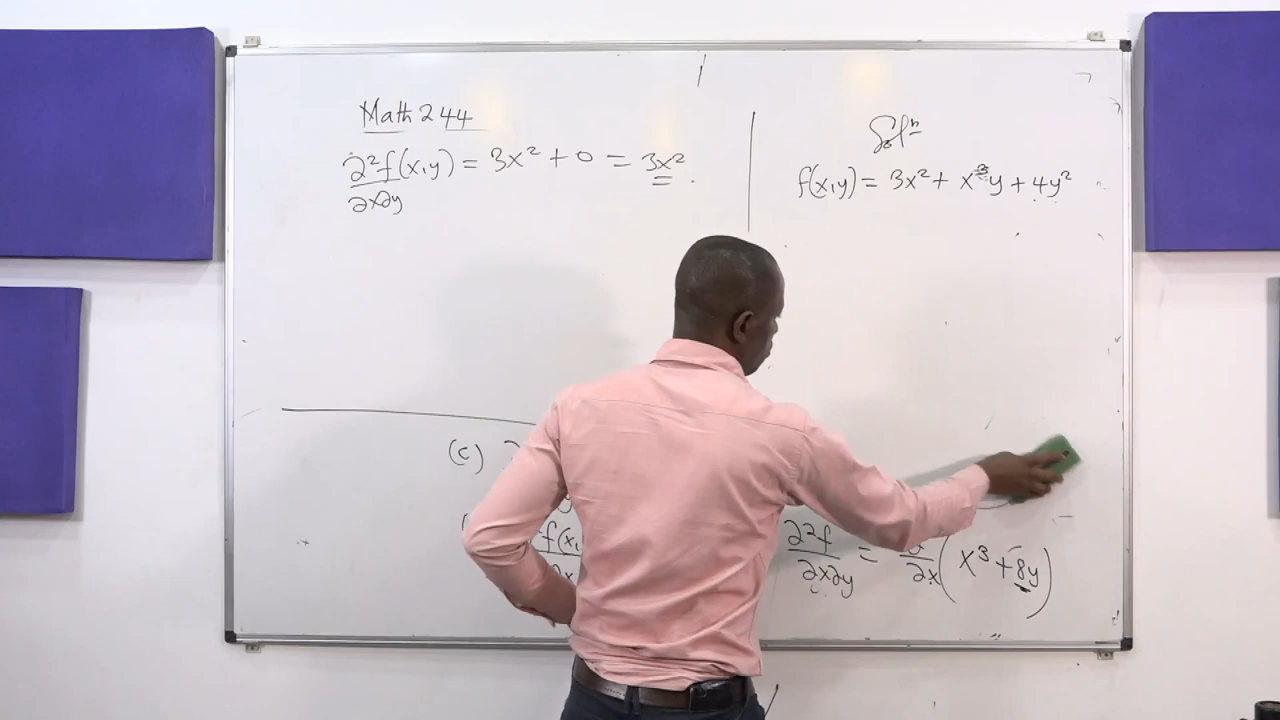 Math 244
∂²f(x,y) = 3x² + 0 = 3x².
∂x∂y
(c)
f(x,
Solⁿ
f(x,y) = 3x² + x³y + 4y²
∂²f/∂x∂y = ∂/∂x (x³ + 8y)